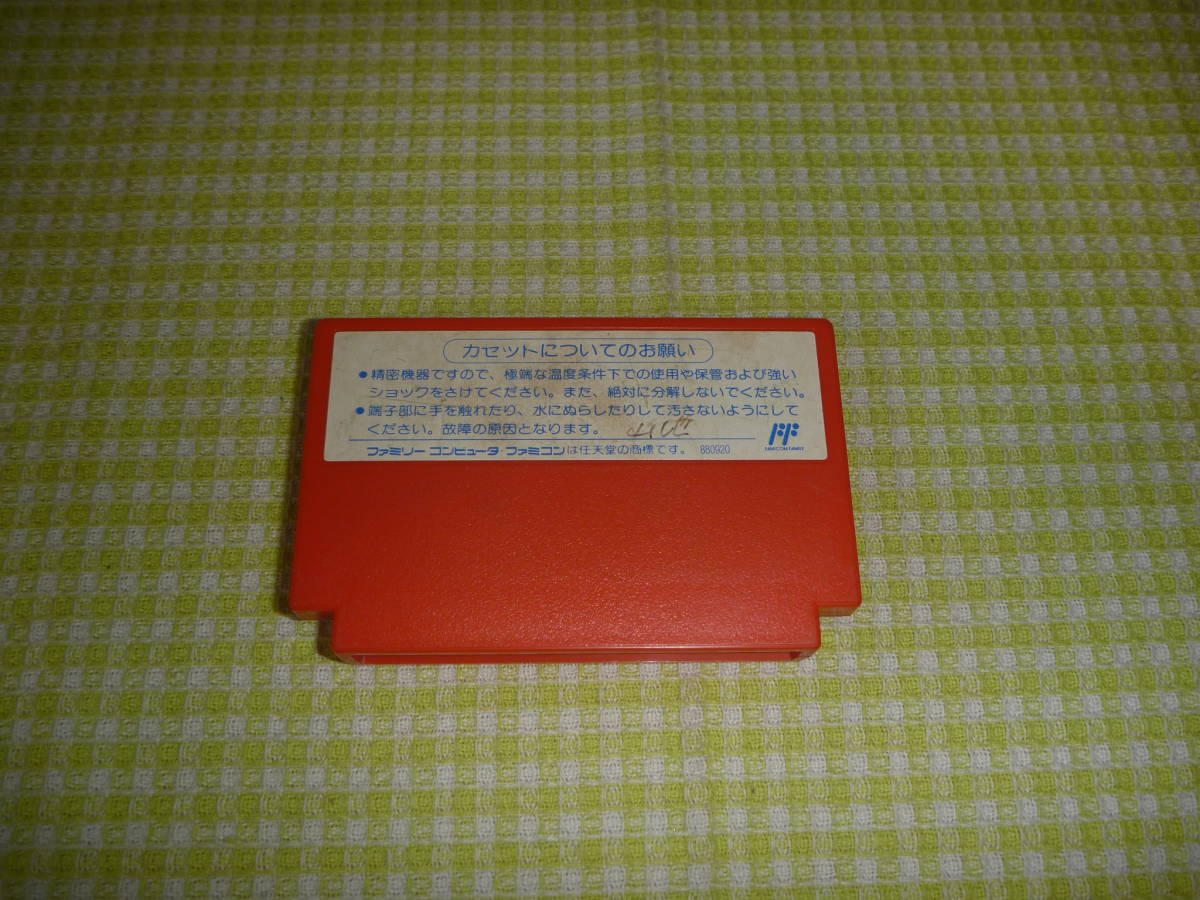 カセットについてのお願い
●精密機器ですので、極端な温度条件下での使用や保管および強い
ショックをさけてください。また、絶対に分解しないでください。
●端子部に手を触れたり、水にぬらしたりして汚さないようにして
ください。故障の原因となります。
FAMICOM FAMILY
ファミリーコンピュータ・ファミコンは任天堂の商標です。 880920